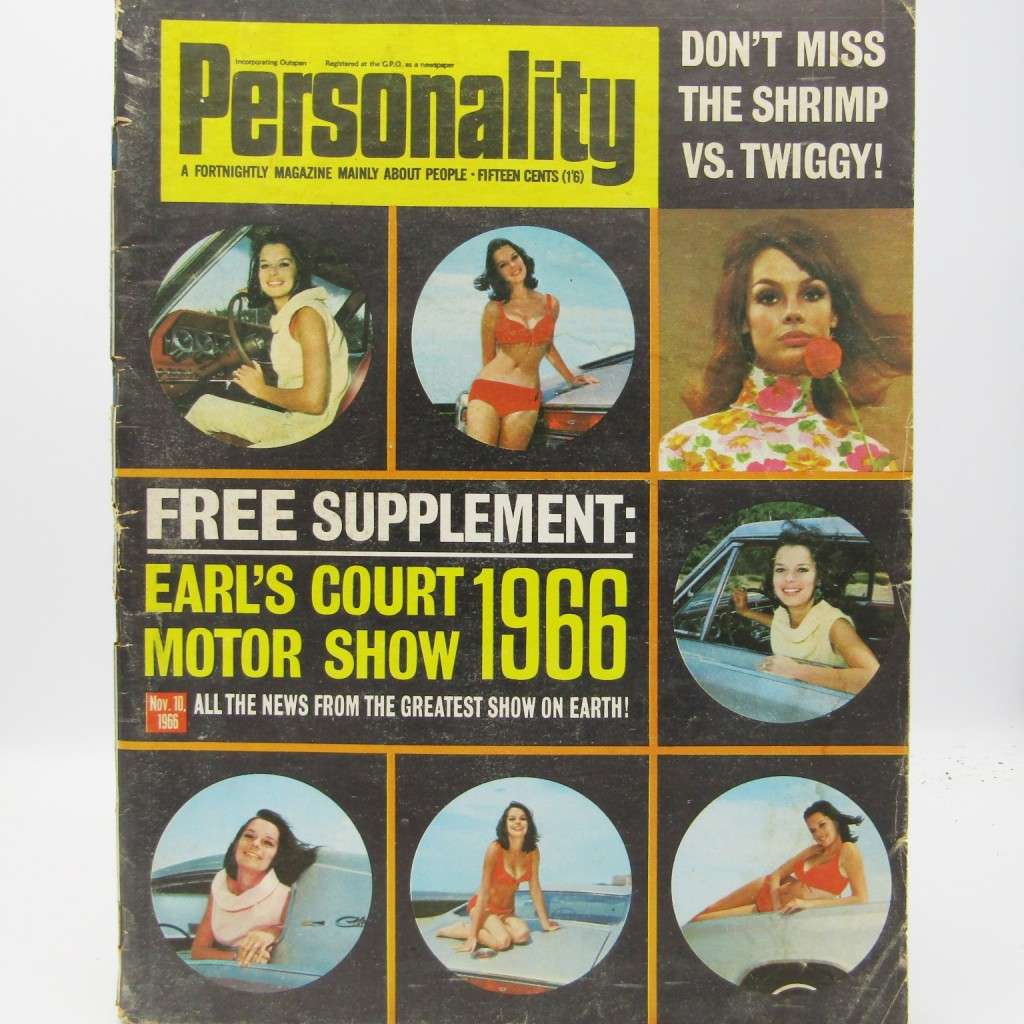 Incorporating Outspan Registered at the G.P.O. as a newspaper
Personality
A FORTNIGHTLY MAGAZINE MAINLY ABOUT PEOPLE • FIFTEEN CENTS (1'6)
DON'T MISS
THE SHRIMP
VS. TWIGGY!
FREE SUPPLEMENT:
EARL'S COURT
MOTOR SHOW
1966
Nov. 10,
1966
ALL THE NEWS FROM THE GREATEST SHOW ON EARTH!